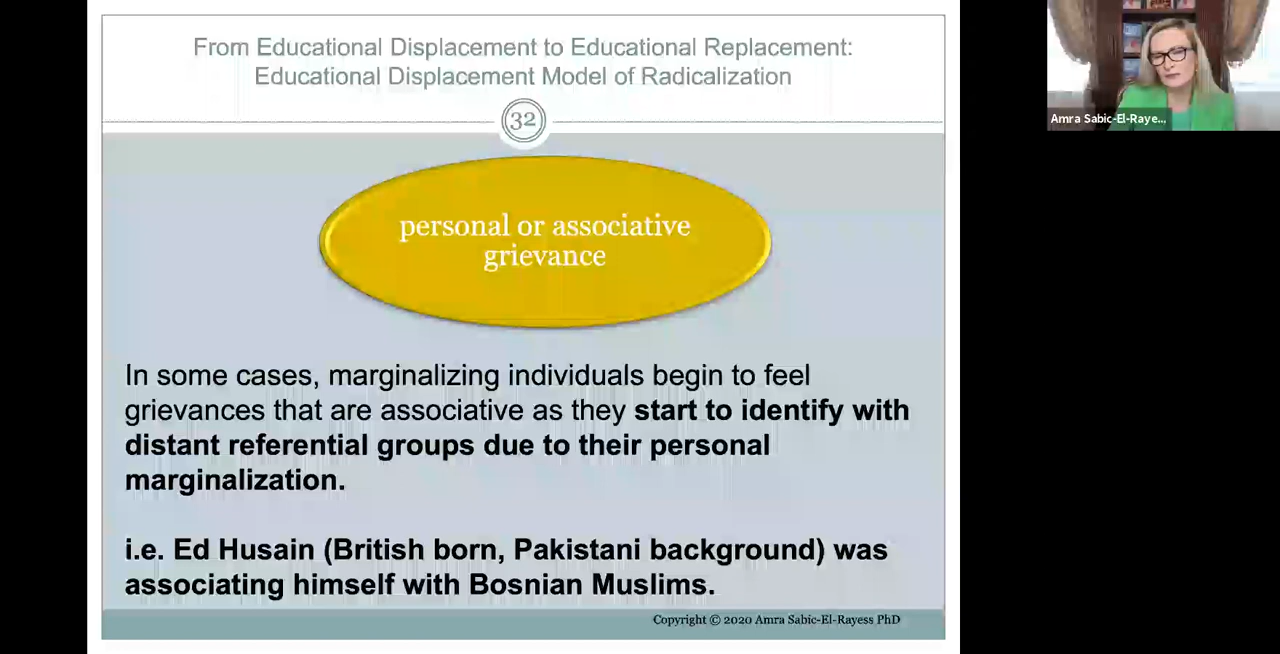 From Educational Displacement to Educational Replacement:
Educational Displacement Model of Radicalization
32
personal or associative
grievance
In some cases, marginalizing individuals begin to feel
grievances that are associative as they start to identify with
distant referential groups due to their personal
marginalization.
i.e. Ed Husain (British born, Pakistani background) was
associating himself with Bosnian Muslims.
Copyright © 2020 Amra Sabic-El-Rayess PhD
Amra Sabic-El-Raye...